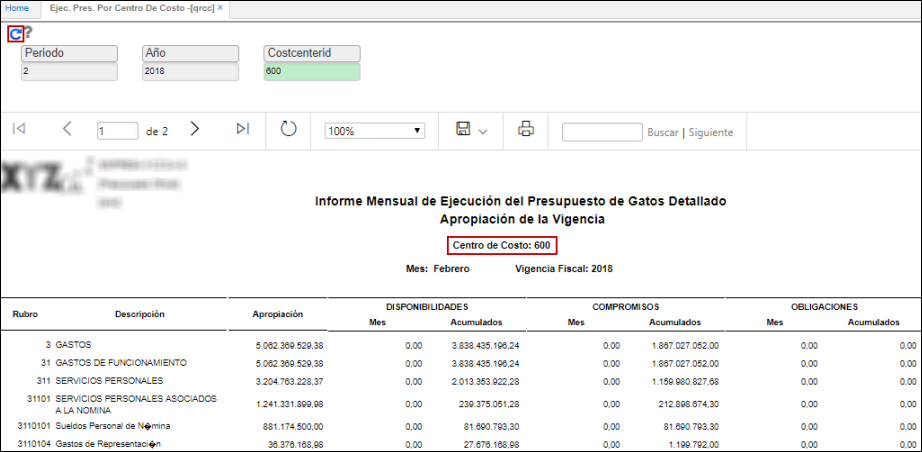 Home Ejec. Pres. Por Centro De Costo -[qrcc] ×
?
Periodo Año Costcenterid
2 2018 600
1 de 2 100% Buscar | Siguiente
XYZ
Informe Mensual de Ejecución del Presupuesto de Gatos Detallado
Apropiación de la Vigencia
Centro de Costo: 600
Mes: Febrero Vigencia Fiscal: 2018
DISPONIBILIDADES COMPROMISOS OBLIGACIONES
Rubro Descripción Apropiación Mes Acumulados Mes Acumulados Mes Acumulados
3 GASTOS 5.062.369.529,38 0,00 3.838.435.196,24 0,00 1.867.027.052,00 0,00 0,00
31 GASTOS DE FUNCIONAMIENTO 5.062.369.529,38 0,00 3.838.435.196,24 0,00 1.867.027.052,00 0,00 0,00
311 SERVICIOS PERSONALES 3.204.763.228,37 0,00 2.013.353.922,28 0,00 1.159.980.827,68 0,00 0,00
31101 SERVICIOS PERSONALES ASOCIADOS 1.241.331.899,98 0,00 239.375.051,28 0,00 212.898.674,30 0,00 0,00
A LA NOMINA
3110101 Sueldos Personal de N�mina 881.174.500,00 0,00 81.690.793,30 0,00 81.690.793,30 0,00 0,00
3110104 Gastos de Representaci�n 36.376.168,98 0,00 27.676.168,98 0,00 1.199.792,00 0,00 0,00